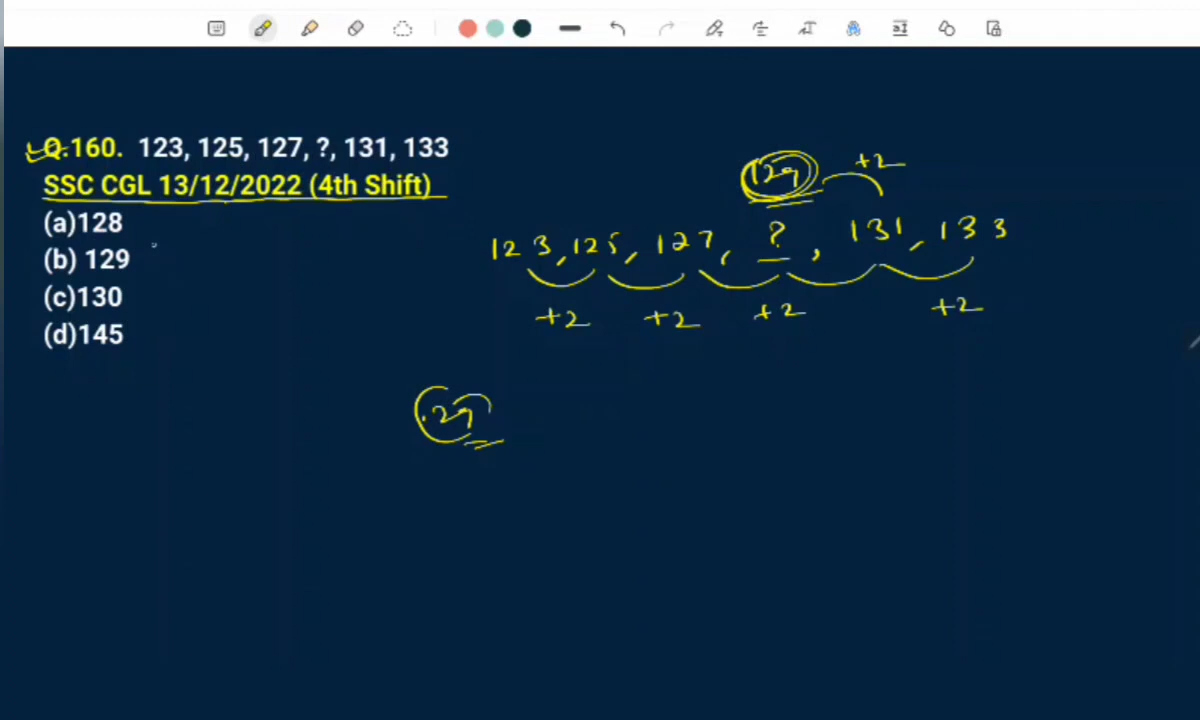 Q.160. 123, 125, 127, ?, 131, 133
SSC CGL 13/12/2022 (4th Shift)
(a)128
(b) 129
(c)130
(d)145
129 +2
123, 125, 127, ?, 131, 133
+2 +2 +2 +2
.29